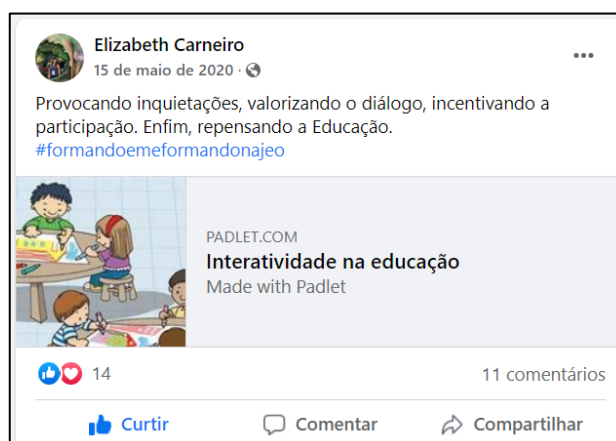 Elizabeth Carneiro
15 de maio de 2020 ·
Provocando inquietações, valorizando o diálogo, incentivando a
participação. Enfim, repensando a Educação.
#formandoemeformandonajeo
PADLET.COM
Interatividade na educação
Made with Padlet
14
11 comentários
Curtir
Comentar
Compartilhar